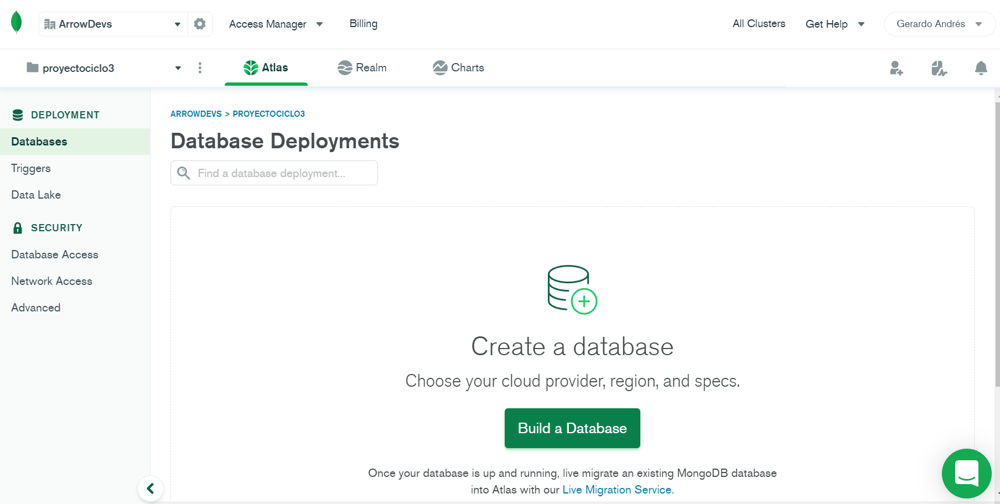 ArrowDevs
Access Manager
Billing
All Clusters
Get Help
Gerardo Andrés
proyectociclo3
Atlas
Realm
Charts
DEPLOYMENT
Databases
Triggers
Data Lake
SECURITY
Database Access
Network Access
Advanced
ARROWDEVS > PROYECTOCICLO3
Database Deployments
Find a database deployment...
Create a database
Choose your cloud provider, region, and specs.
Build a Database
Once your database is up and running, live migrate an existing MongoDB database
into Atlas with our Live Migration Service.